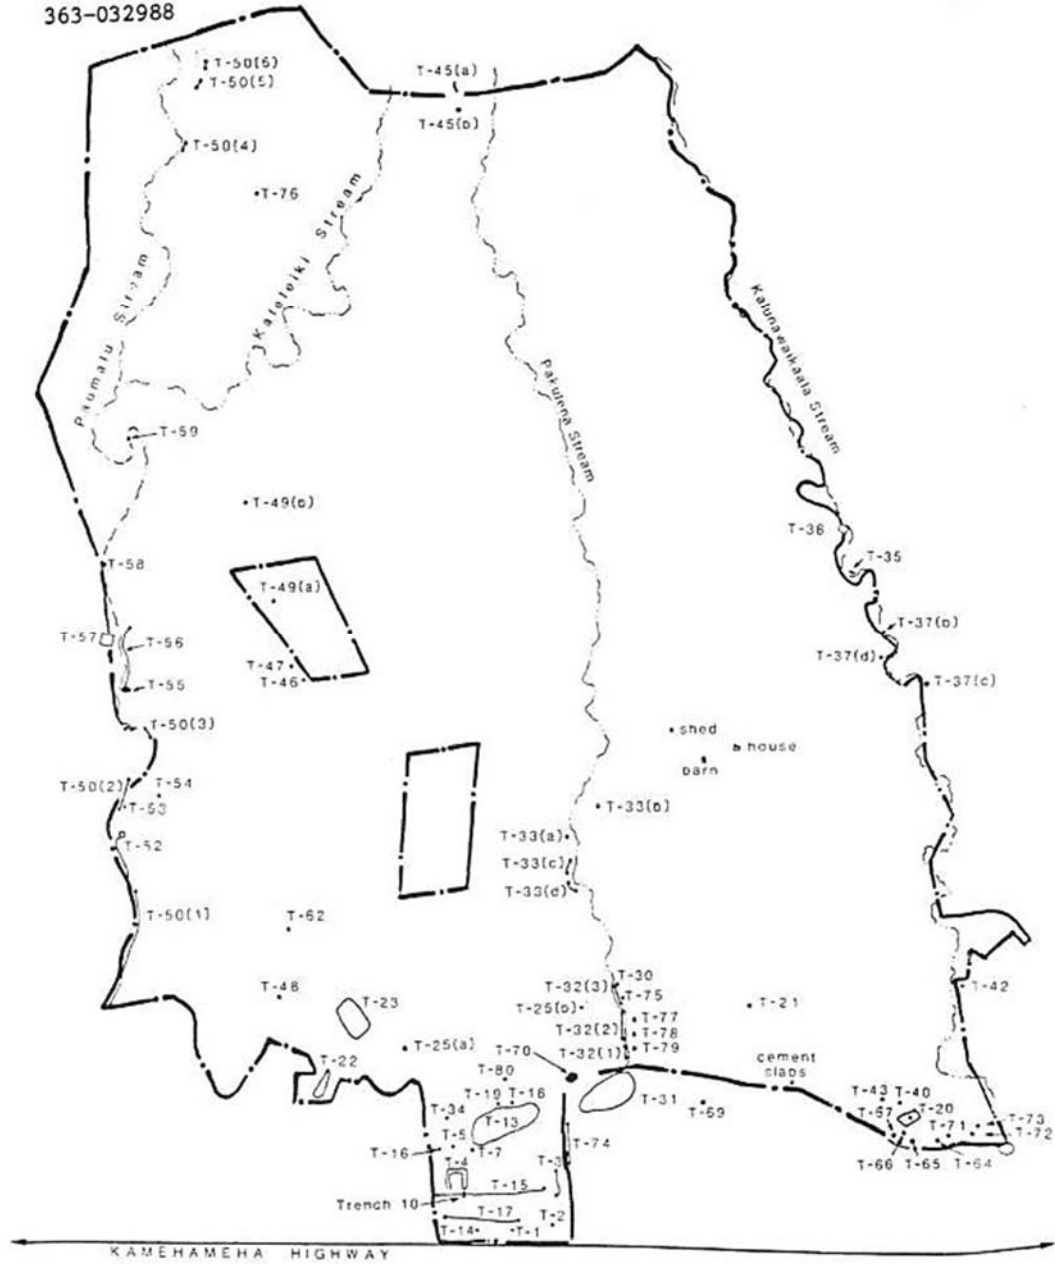 363-032988
T-50(6)
T-50(5)
T-45(a)
T-45(b)
T-50(4)
T-76
Kaleleiki Stream
Paumalu Stream
Kalunawaikaala Stream
Pakulena Stream
T-59
T-49(b)
T-36
T-35
T-58
T-49(a)
T-37(b)
T-57
T-56
T-37(d)
T-47
T-46
T-37(c)
T-55
T-50(3)
shed
house
barn
T-50(2)
T-54
T-53
T-33(b)
T-33(a)
T-52
T-33(c)
T-33(d)
T-50(1)
T-62
T-30
T-32(3)
T-42
T-48
T-75
T-23
T-25(b)
T-21
T-77
T-32(2)
T-78
T-25(a)
T-79
T-70
T-32(1)
T-22
cement
slabs
T-80
T-43
T-40
T-19
T-18
T-31
T-69
T-34
T-67
T-20
T-13
T-73
T-71
T-72
T-5
T-74
T-16
T-7
T-66
T-65
T-64
T-4
T-3
T-15
Trench 10
T-17
T-2
T-14
T-1
KAMEHAMEHA HIGHWAY